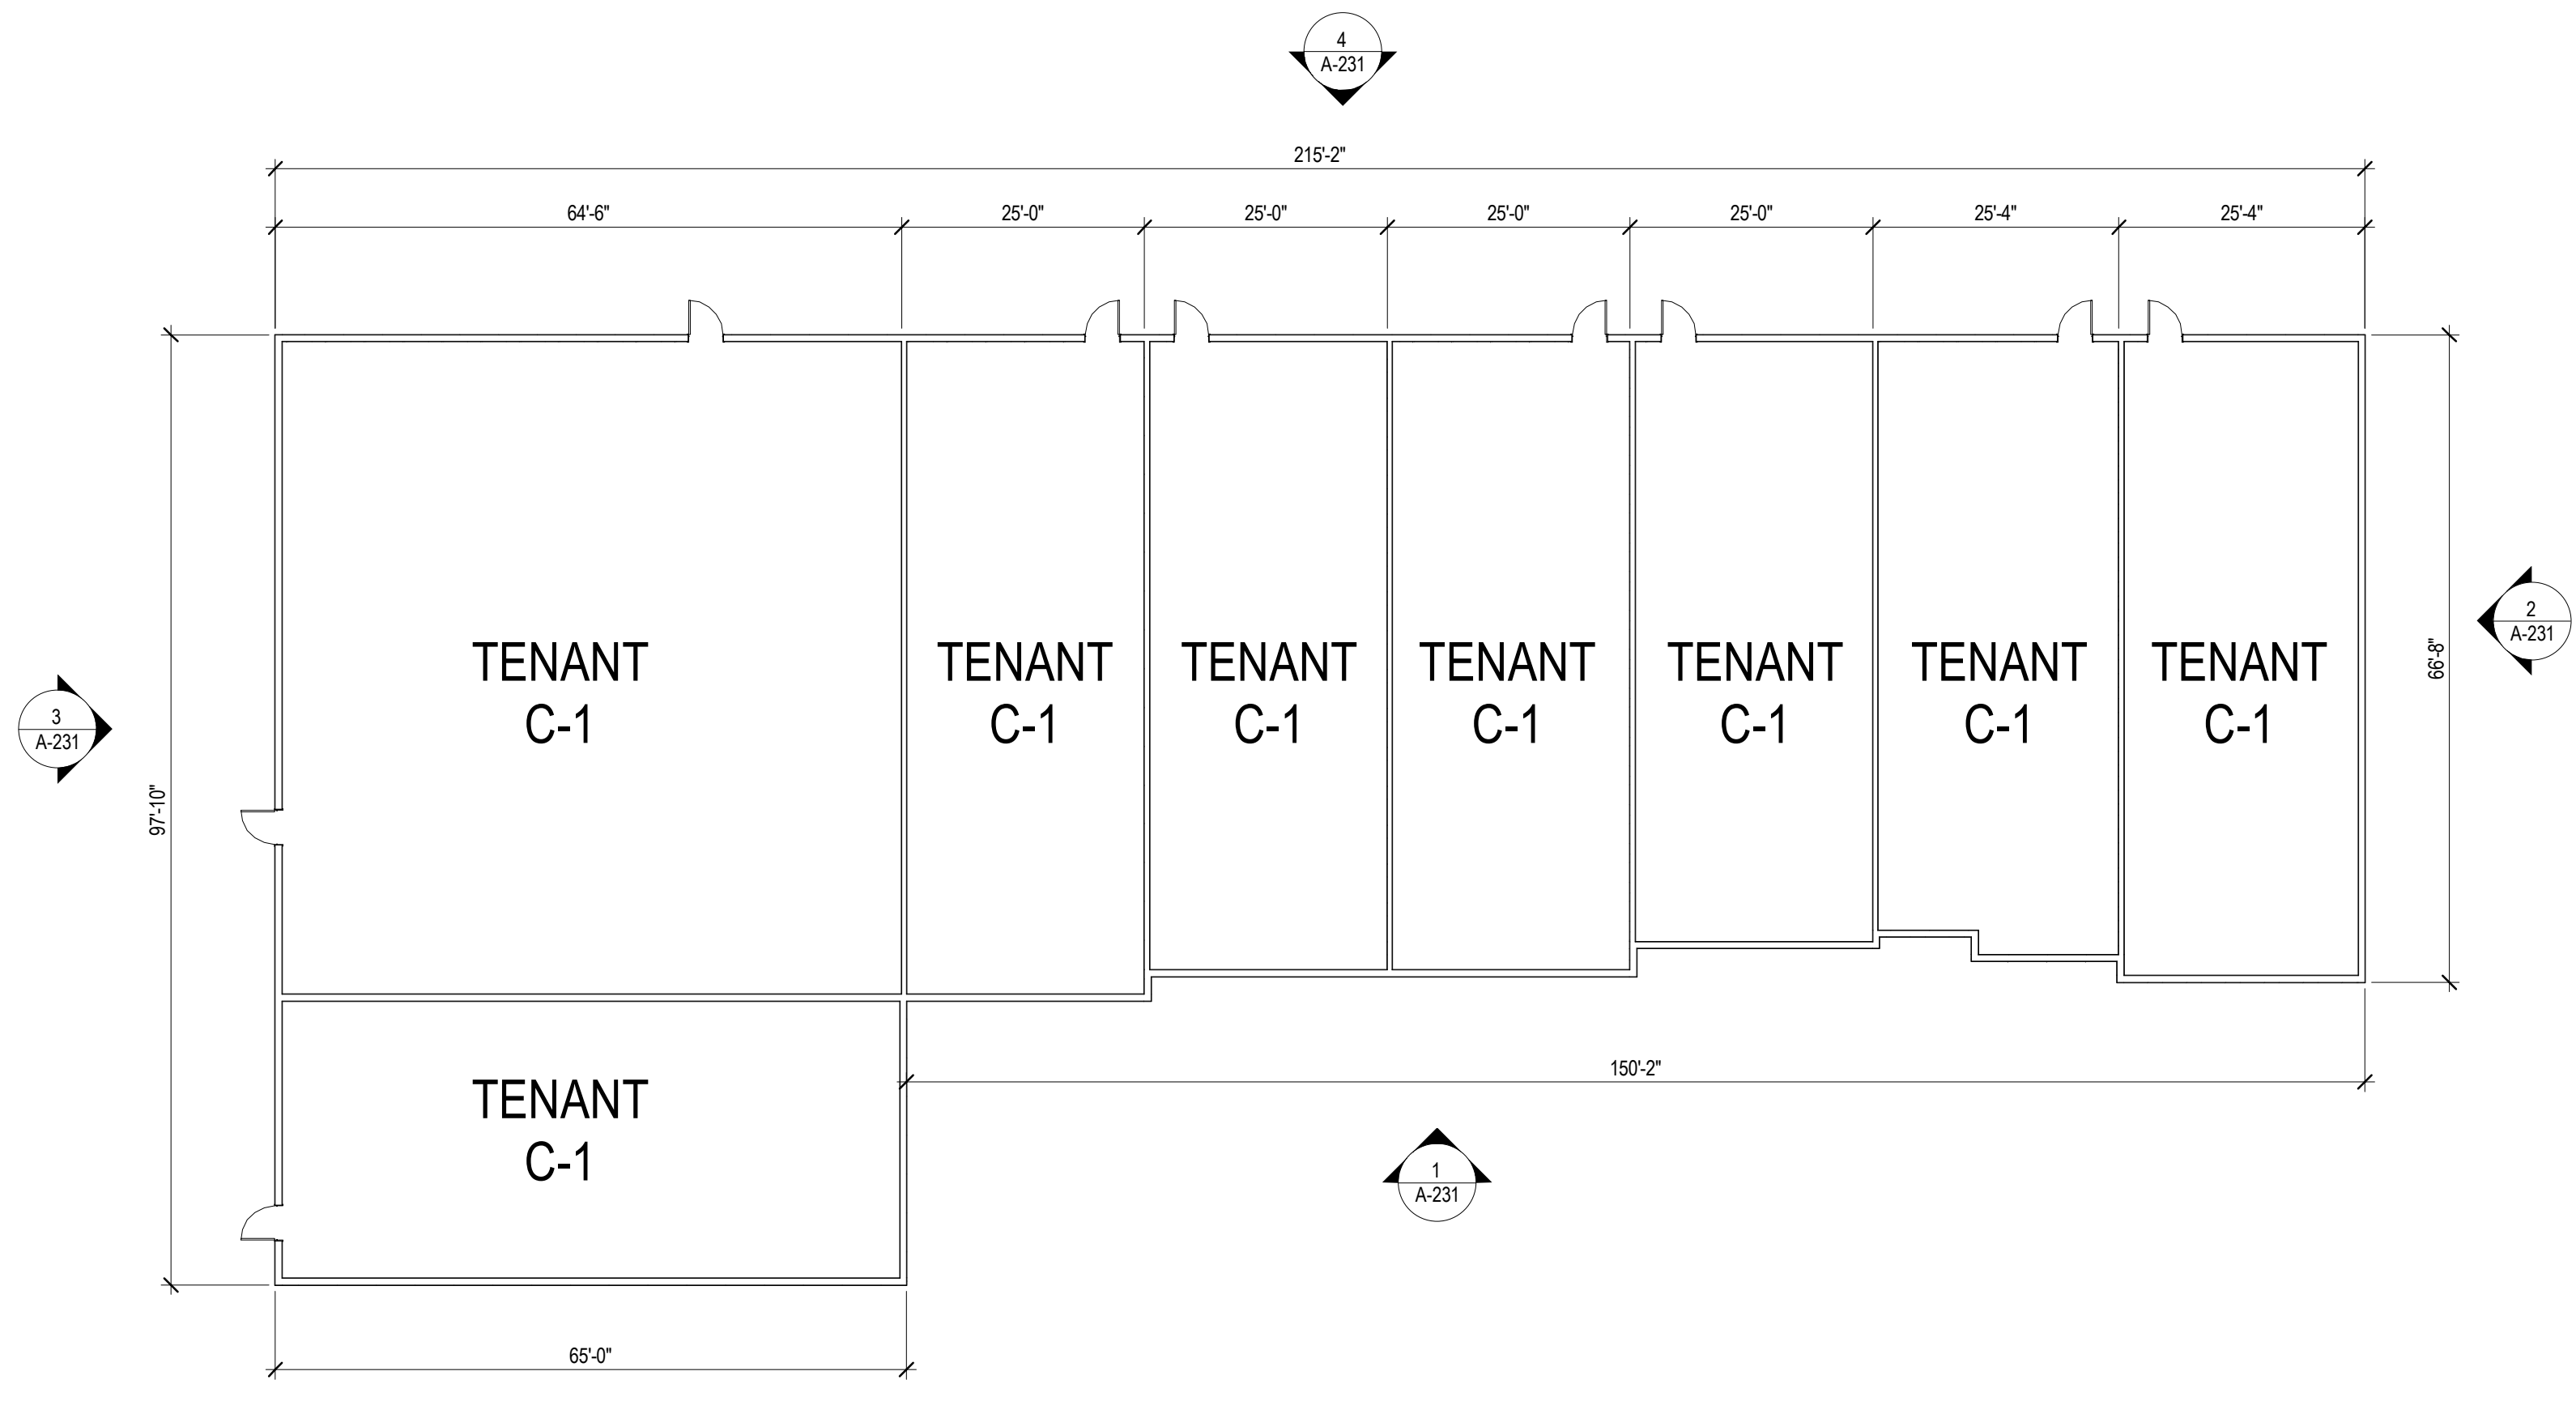 4
A-231
215'-2"
64'-6"
25'-0"
25'-0"
25'-0"
25'-0"
25'-4"
25'-4"
2
A-231
66'-8"
TENANT
C-1
TENANT
C-1
TENANT
C-1
TENANT
C-1
TENANT
C-1
TENANT
C-1
TENANT
C-1
3
A-231
97'-10"
150'-2"
TENANT
C-1
1
A-231
65'-0"